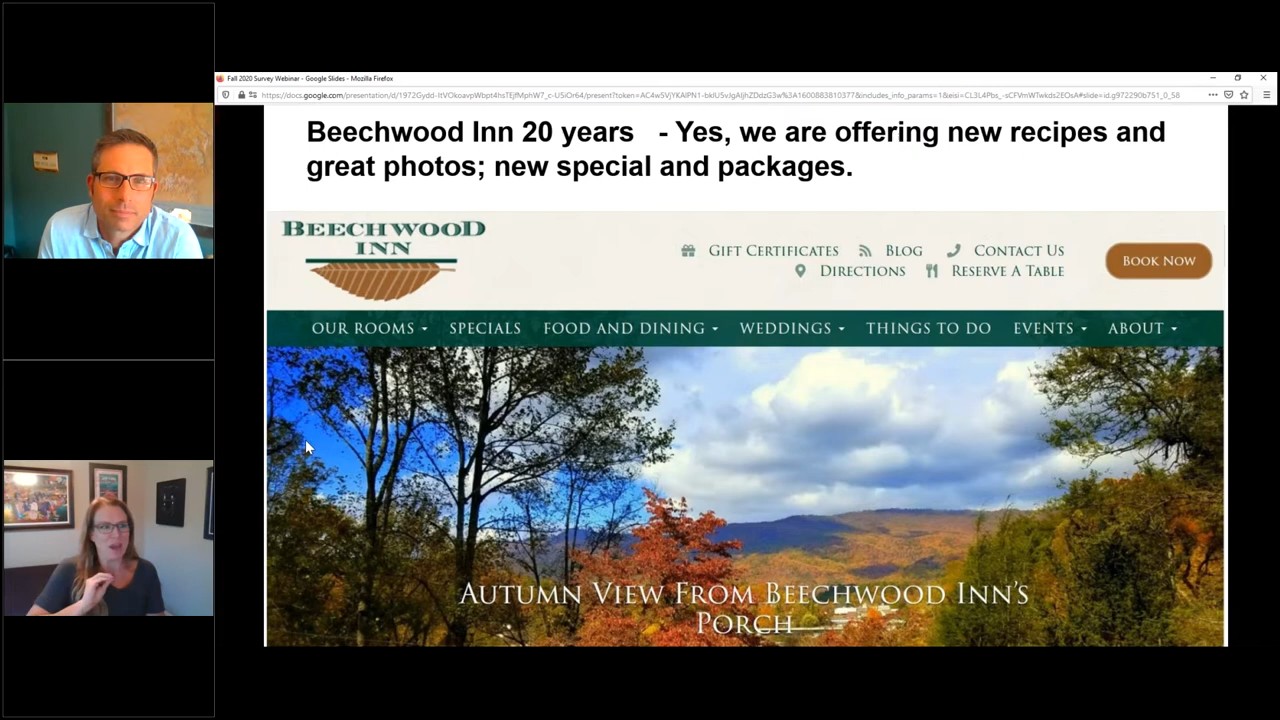 Fall 2020 Survey Webinar - Google Slides - Mozilla Firefox
Beechwood Inn 20 years - Yes, we are offering new recipes and
great photos; new special and packages.
BEECHWOOD
INN
GIFT CERTIFICATES BLOG CONTACT US
DIRECTIONS RESERVE A TABLE
BOOK NOW
OUR ROOMS SPECIALS FOOD AND DINING WEDDINGS THINGS TO DO EVENTS ABOUT
AUTUMN VIEW FROM BEECHWOOD INN'S
PORCH